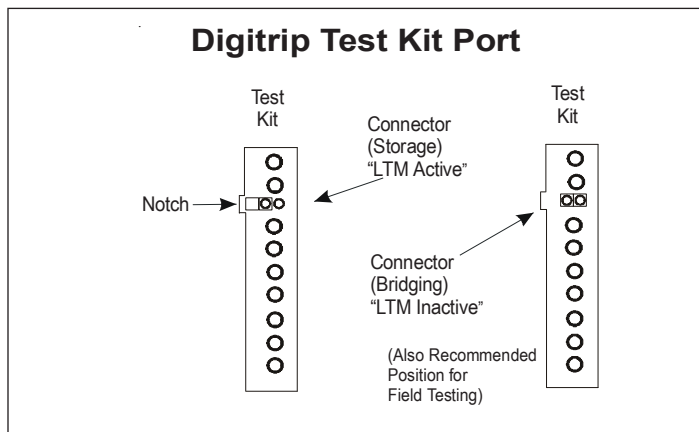 Digitrip Test Kit Port
Test
Kit
Connector
(Storage)
“LTM Active”
Notch
Test
Kit
Connector
(Bridging)
“LTM Inactive”
(Also Recommended
Position for
Field Testing)